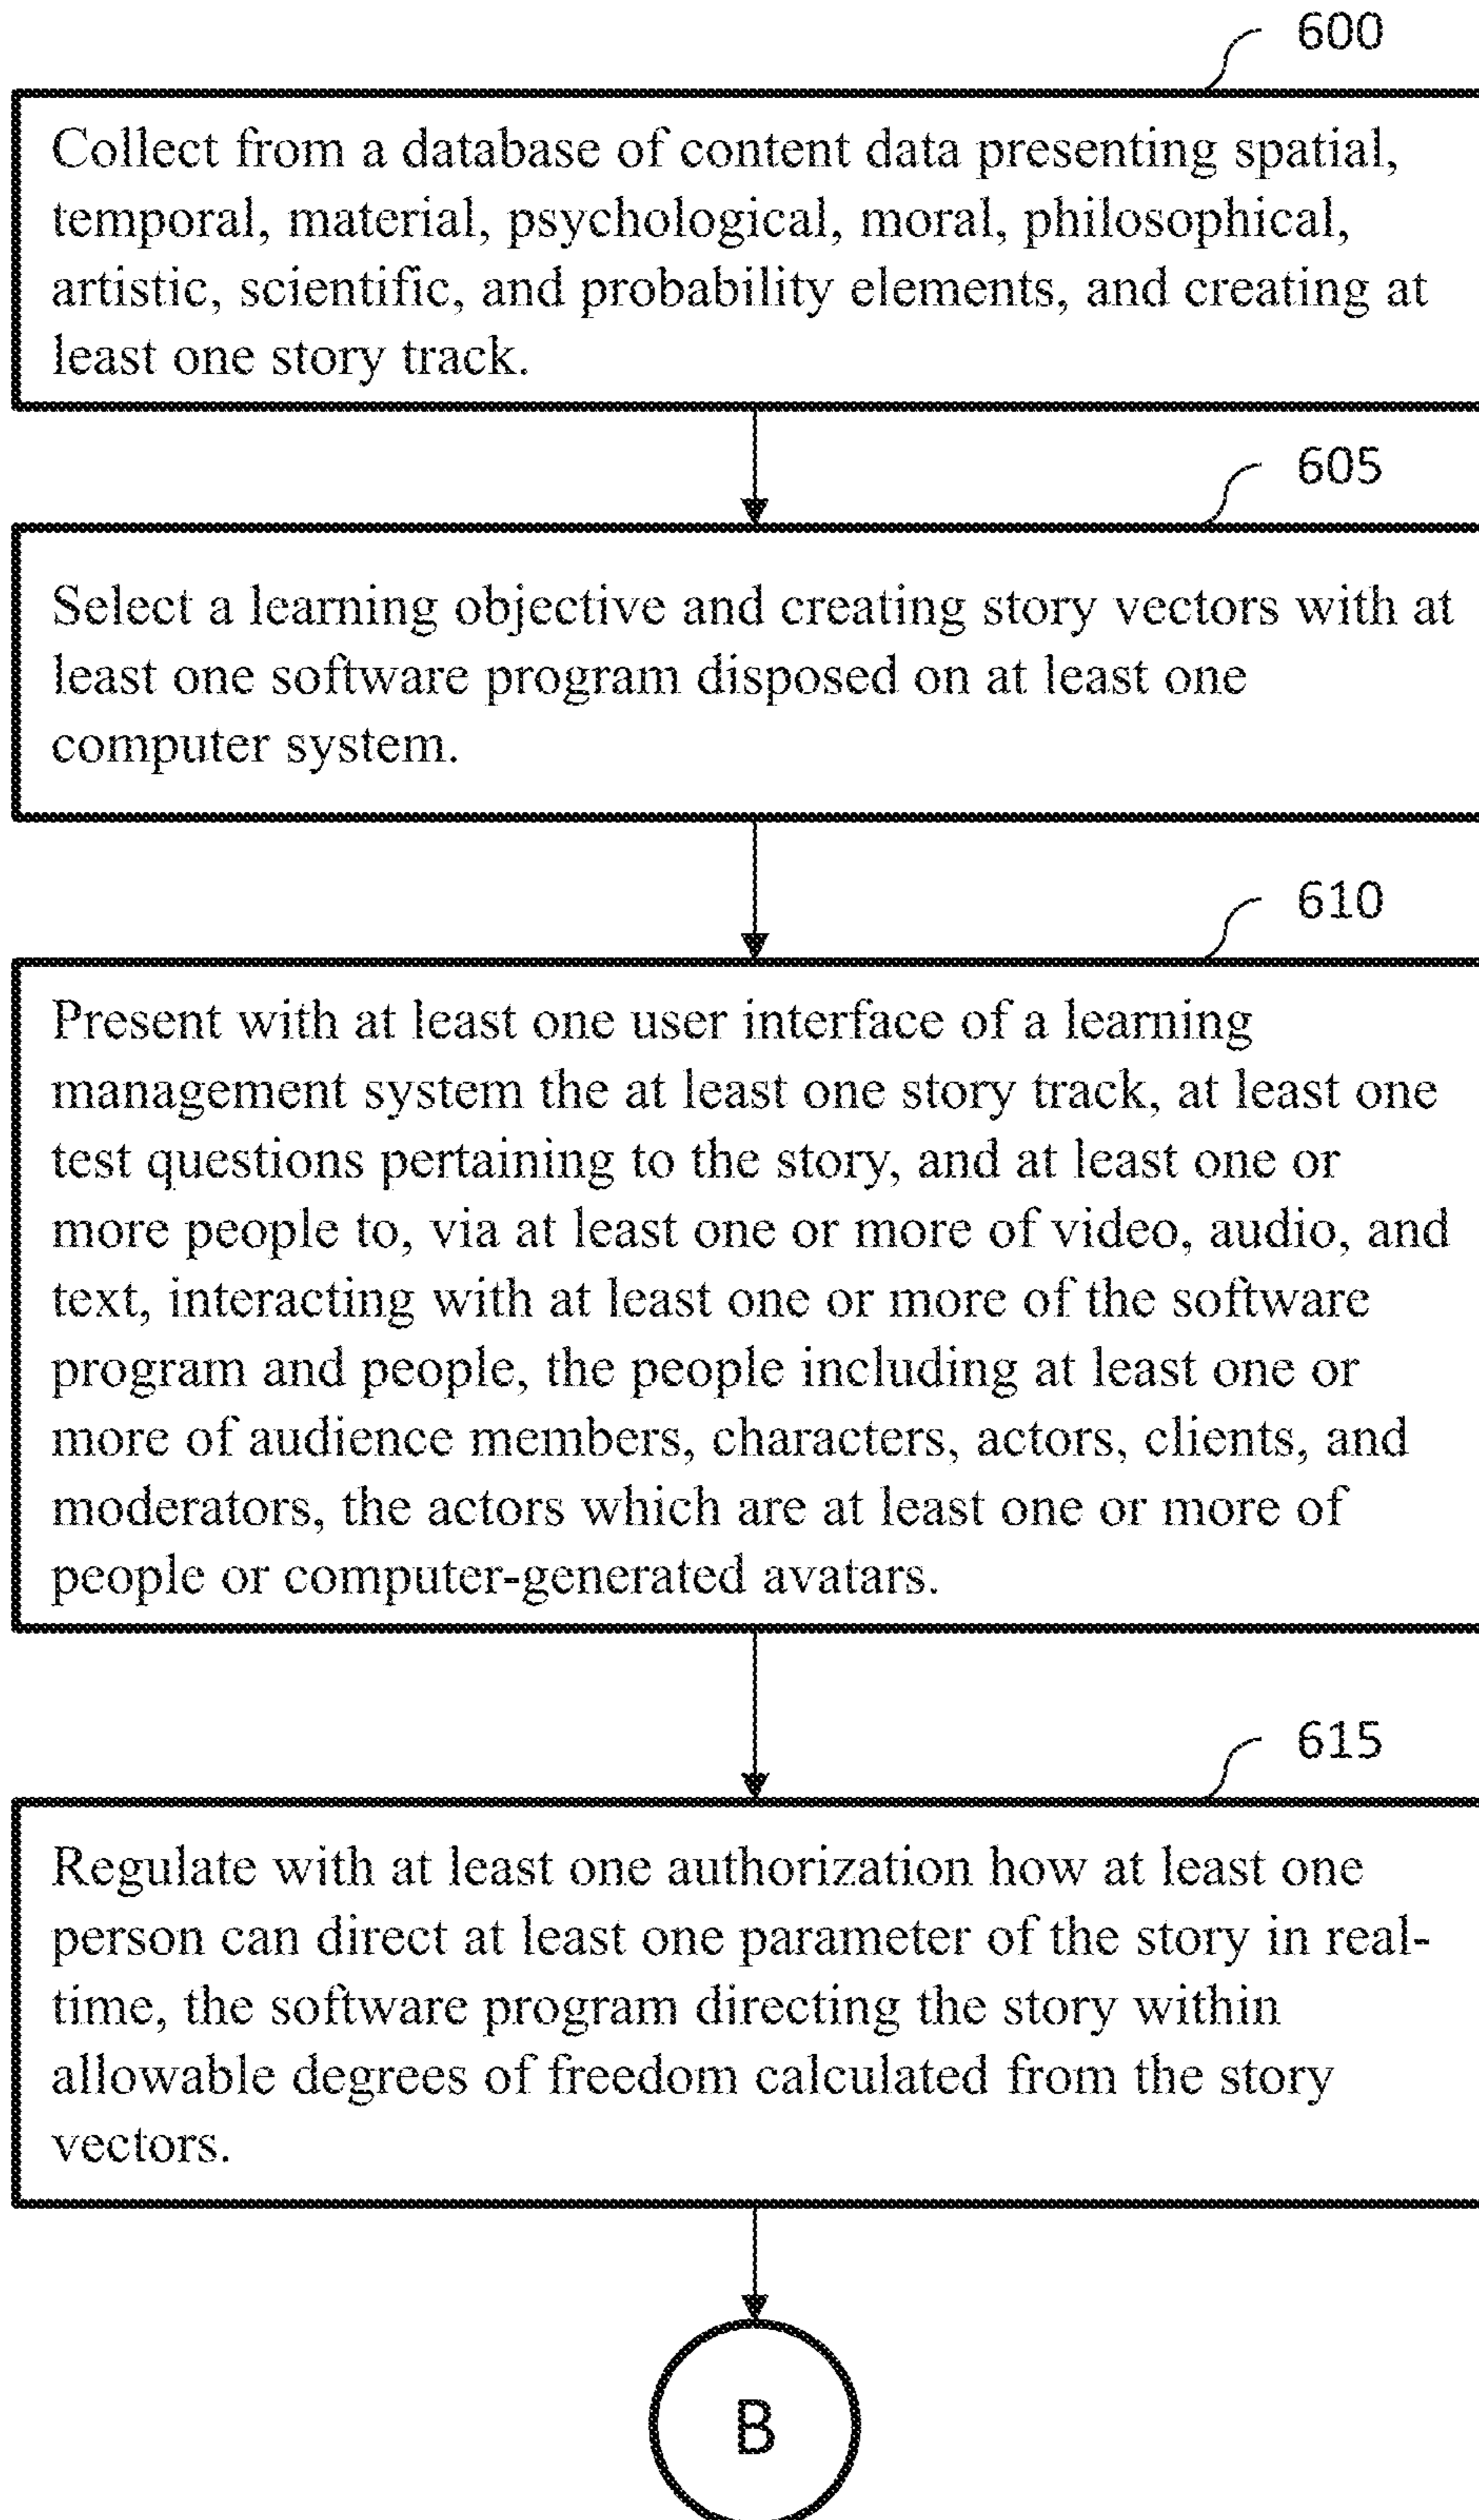 600
Collect from a database of content data presenting spatial,
temporal, material, psychological, moral, philosophical,
artistic, scientific, and probability elements, and creating at
least one story track.
605
Select a learning objective and creating story vectors with at
least one software program disposed on at least one
computer system.
610
Present with at least one user interface of a learning
management system the at least one story track, at least one
test questions pertaining to the story, and at least one or
more people to, via at least one or more of video, audio, and
text, interacting with at least one or more of the software
program and people, the people including at least one or
more of audience members, characters, actors, clients, and
moderators, the actors which are at least one or more of
people or computer-generated avatars.
615
Regulate with at least one authorization how at least one
person can direct at least one parameter of the story in real-
time, the software program directing the story within
allowable degrees of freedom calculated from the story
vectors.
B